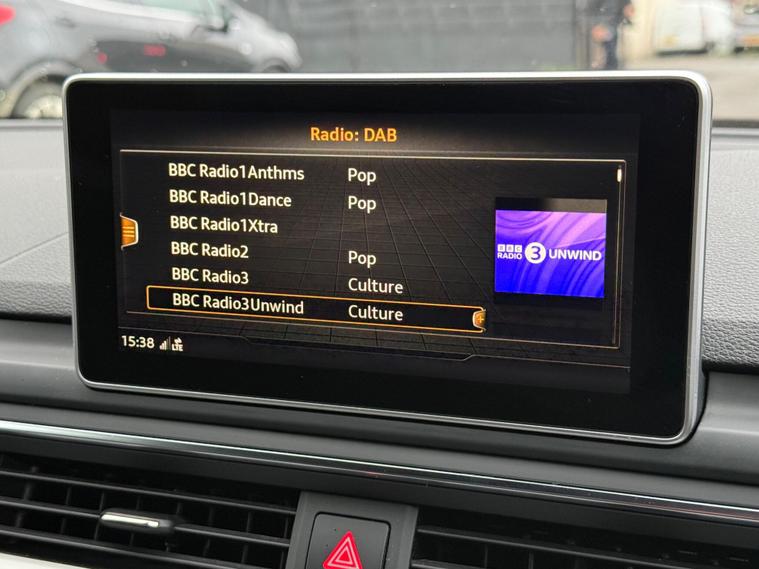 Radio: DAB
BBC Radio1Anthms Pop
BBC Radio1Dance Pop
BBC Radio1Xtra
BBC Radio2 Pop
BBC Radio3 Culture
BBC Radio3Unwind Culture
BBC
RADIO 3 UNWIND
15:38 LTE